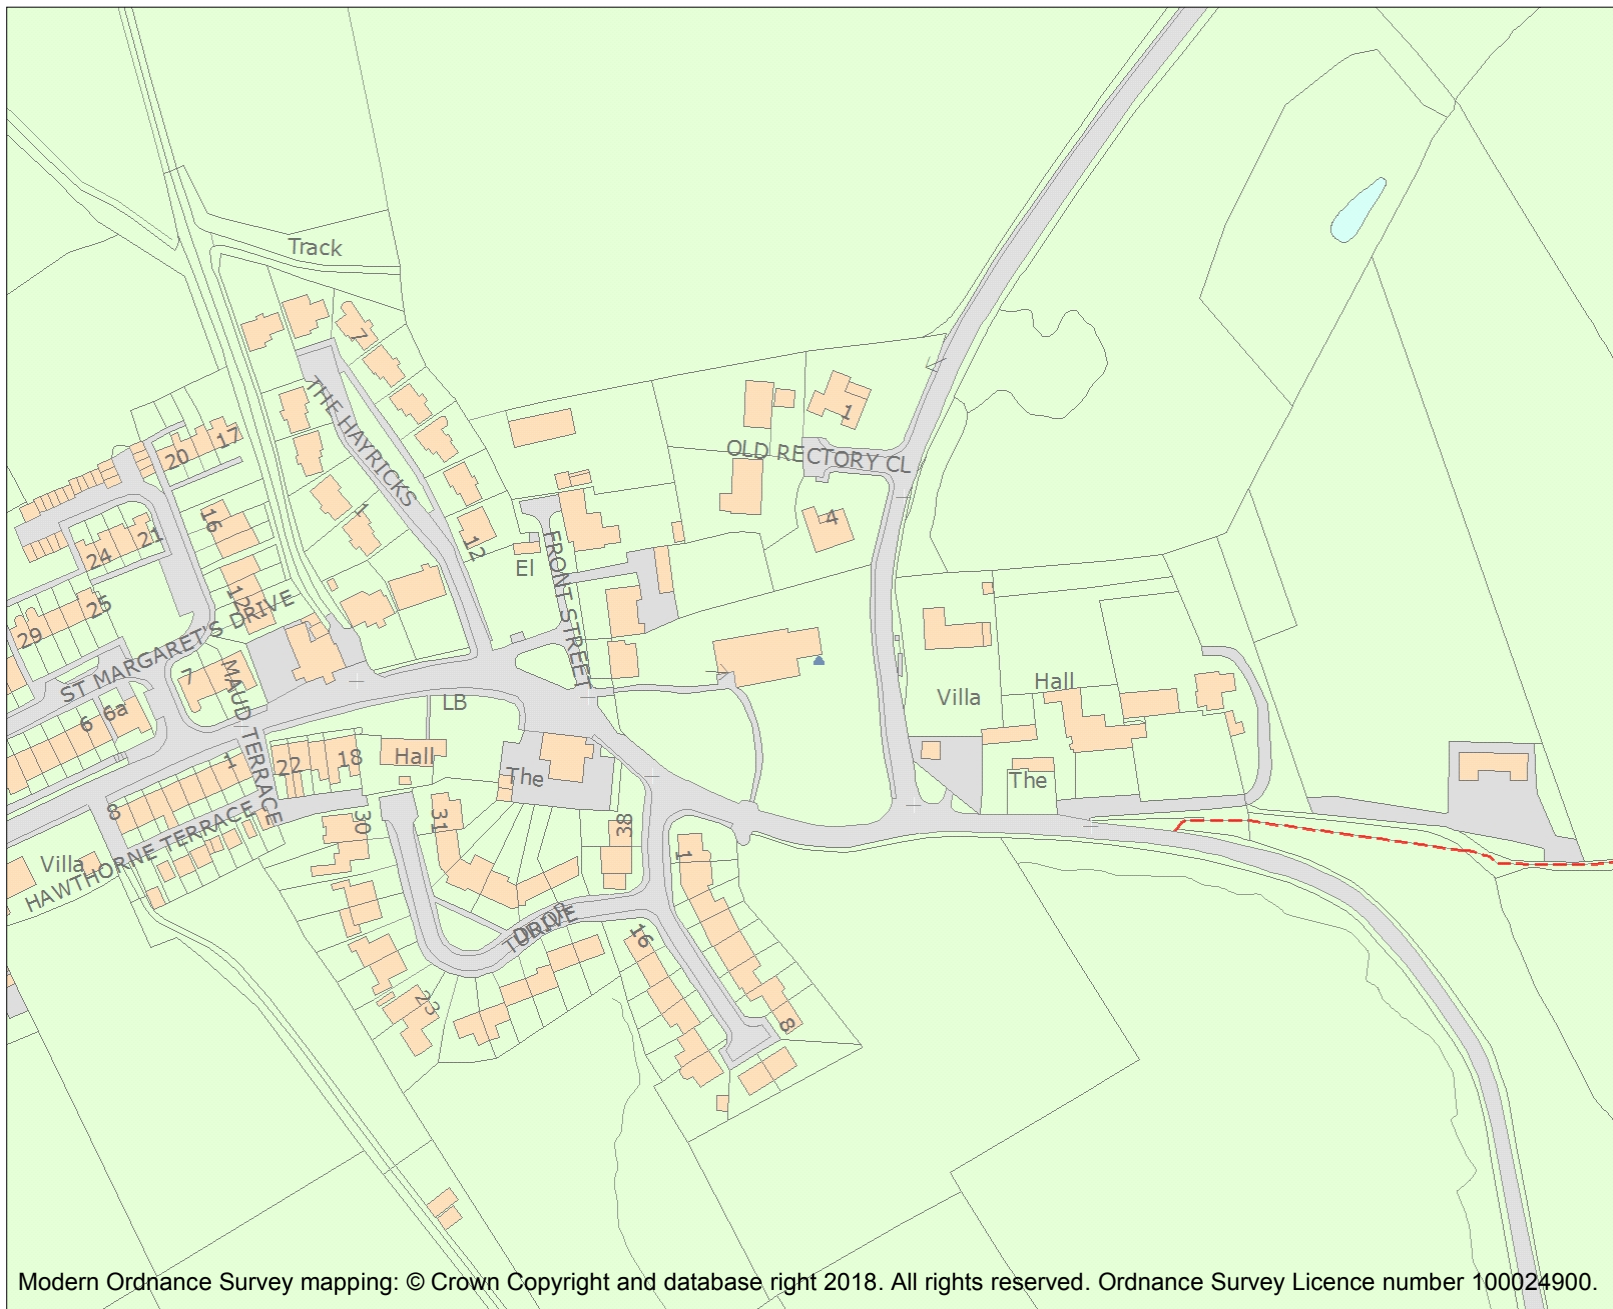 Track
7
THE HAYRICKS
1
OLD RECTORY CL
17
20
1
16
12
4
21
24
El
FRONT STREET
12
25
29
ST MARGARET'S DRIVE
7
MAUD TERRACE
6 6a
LB
Villa
Hall
1
22
18
Hall
The
The
8
HAWTHORNE TERRACE
30
31
38
1
Villa
DRIVE
16
23
8
Modern Ordnance Survey mapping: © Crown Copyright and database right 2018. All rights reserved. Ordnance Survey Licence number 100024900.